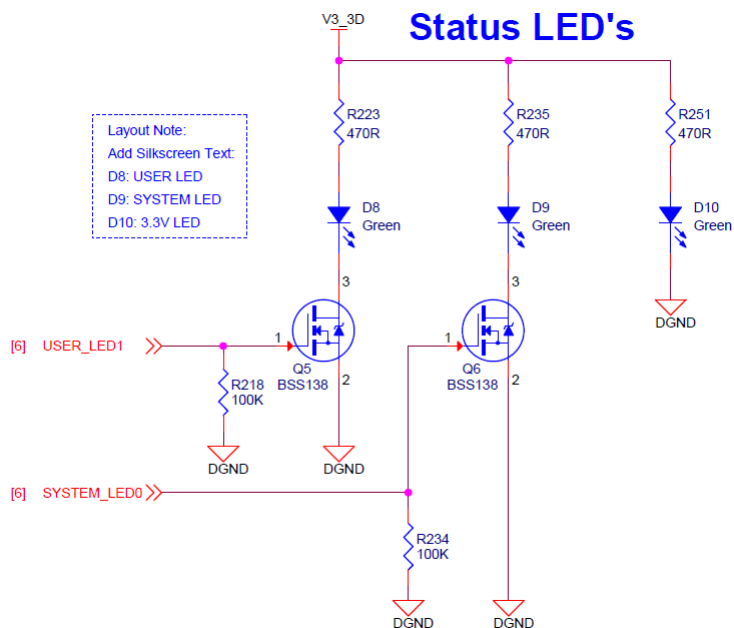 V3_3D
Status LED's
R223
470R
R235
470R
R251
470R
Layout Note:
Add Silkscreen Text:
D8: USER LED
D9: SYSTEM LED
D10: 3.3V LED
D8
Green
D9
Green
D10
Green
3
3
DGND
[6] USER_LED1
1
1
Q5
BSS138
2
Q6
BSS138
2
R218
100K
DGND
DGND
[6] SYSTEM_LED0
R234
100K
DGND
DGND